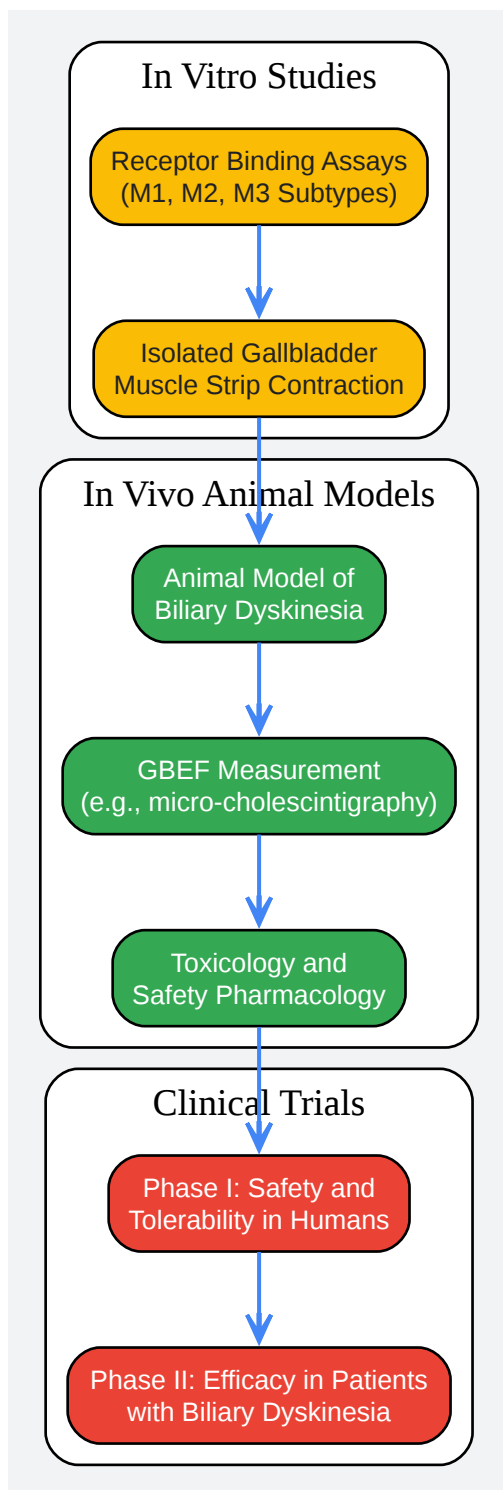 In Vitro Studies
Receptor Binding Assays
(M1, M2, M3 Subtypes)
Isolated Gallbladder
Muscle Strip Contraction
In Vivo Animal Models
Animal Model of
Biliary Dyskinesia
GBEF Measurement
(e.g., micro-cholescintigraphy)
Toxicology and
Safety Pharmacology
Clinical Trials
Phase I: Safety and
Tolerability in Humans
Phase II: Efficacy in Patients
with Biliary Dyskinesia